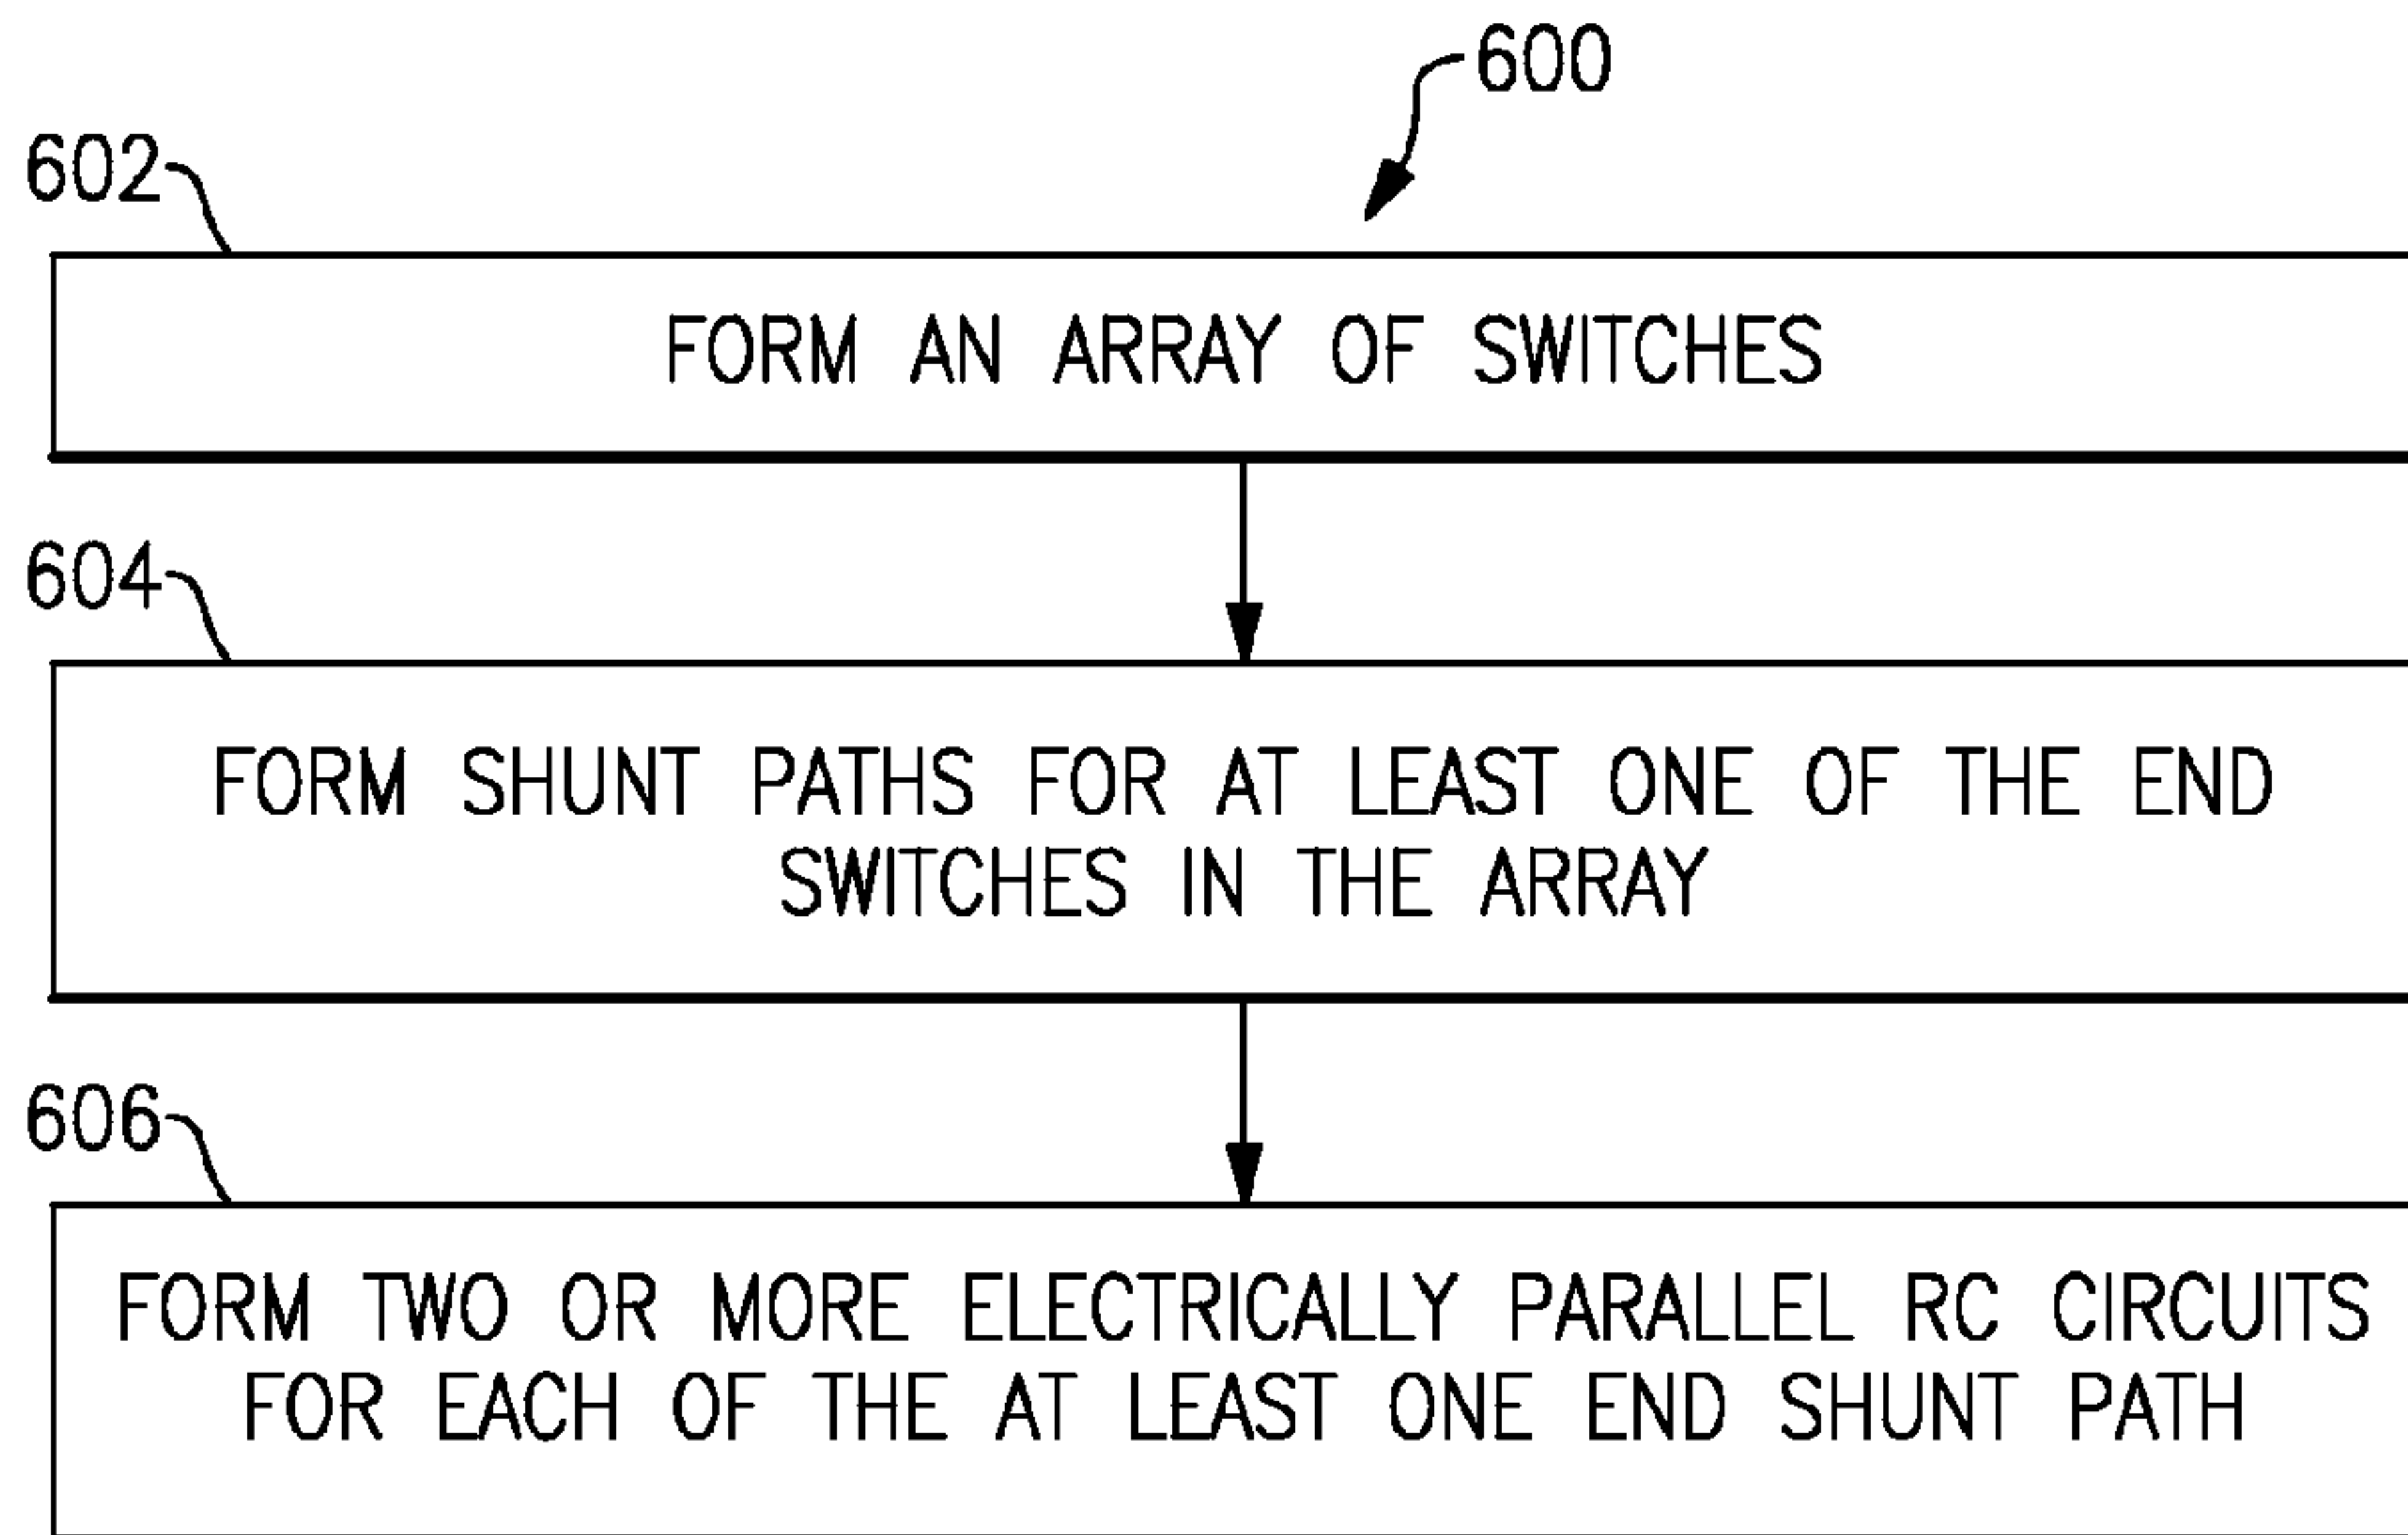 600
602
FORM AN ARRAY OF SWITCHES
604
FORM SHUNT PATHS FOR AT LEAST ONE OF THE END
SWITCHES IN THE ARRAY
606
FORM TWO OR MORE ELECTRICALLY PARALLEL RC CIRCUITS
FOR EACH OF THE AT LEAST ONE END SHUNT PATH